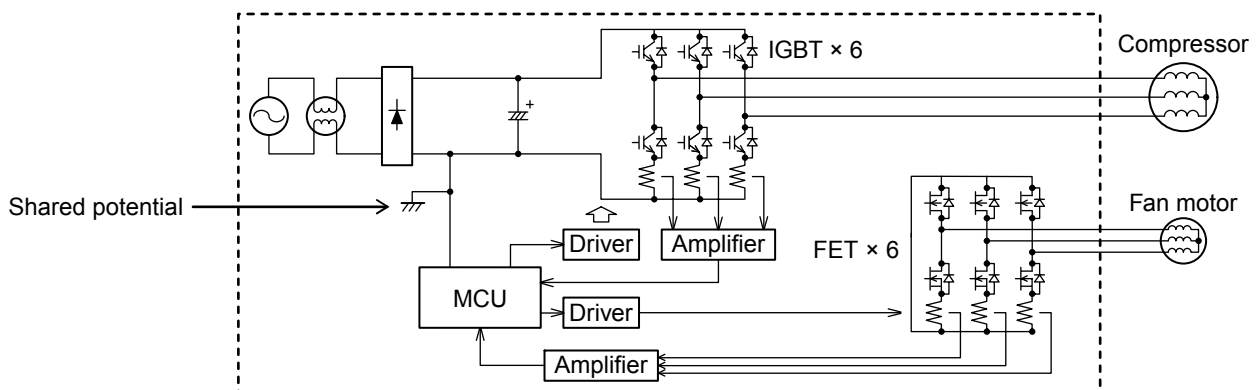 IGBT × 6
Compressor
Shared potential
Fan motor
Driver
Amplifier
FET × 6
MCU
Driver
Amplifier
+